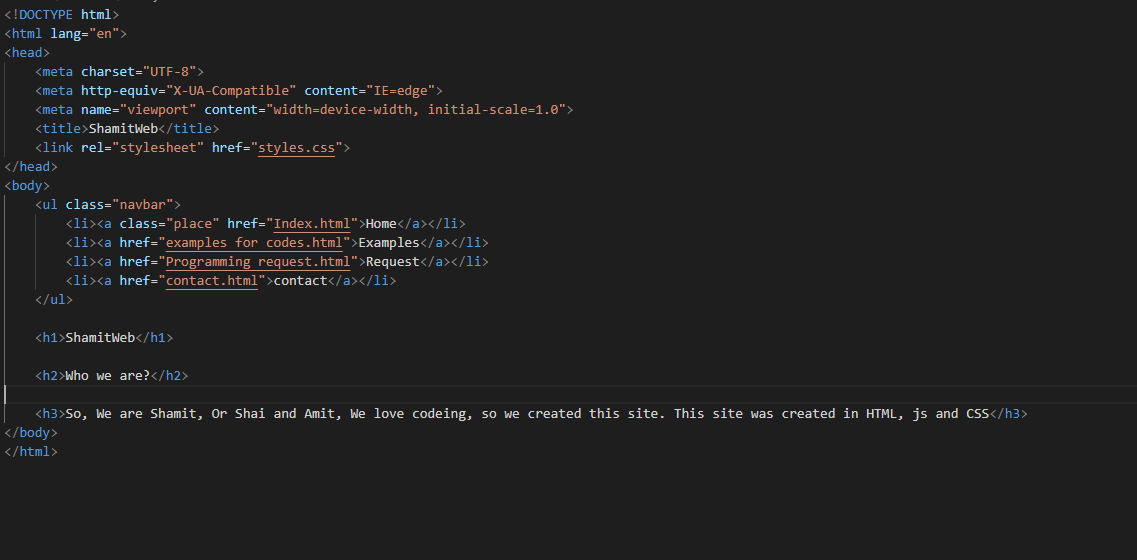 <!DOCTYPE html>
<html lang="en">
<head>
    <meta charset="UTF-8">
    <meta http-equiv="X-UA-Compatible" content="IE=edge">
    <meta name="viewport" content="width=device-width, initial-scale=1.0">
    <title>ShamitWeb</title>
    <link rel="stylesheet" href="styles.css">
</head>
<body>
    <ul class="navbar">
        <li><a class="place" href="Index.html">Home</a></li>
        <li><a href="examples for codes.html">Examples</a></li>
        <li><a href="Programming request.html">Request</a></li>
        <li><a href="contact.html">contact</a></li>
    </ul>

    <h1>ShamitWeb</h1>

    <h2>Who we are?</h2>

    <h3>So, We are Shamit, Or Shai and Amit, We love codeing, so we created this site. This site was created in HTML, js and CSS</h3>
</body>
</html>